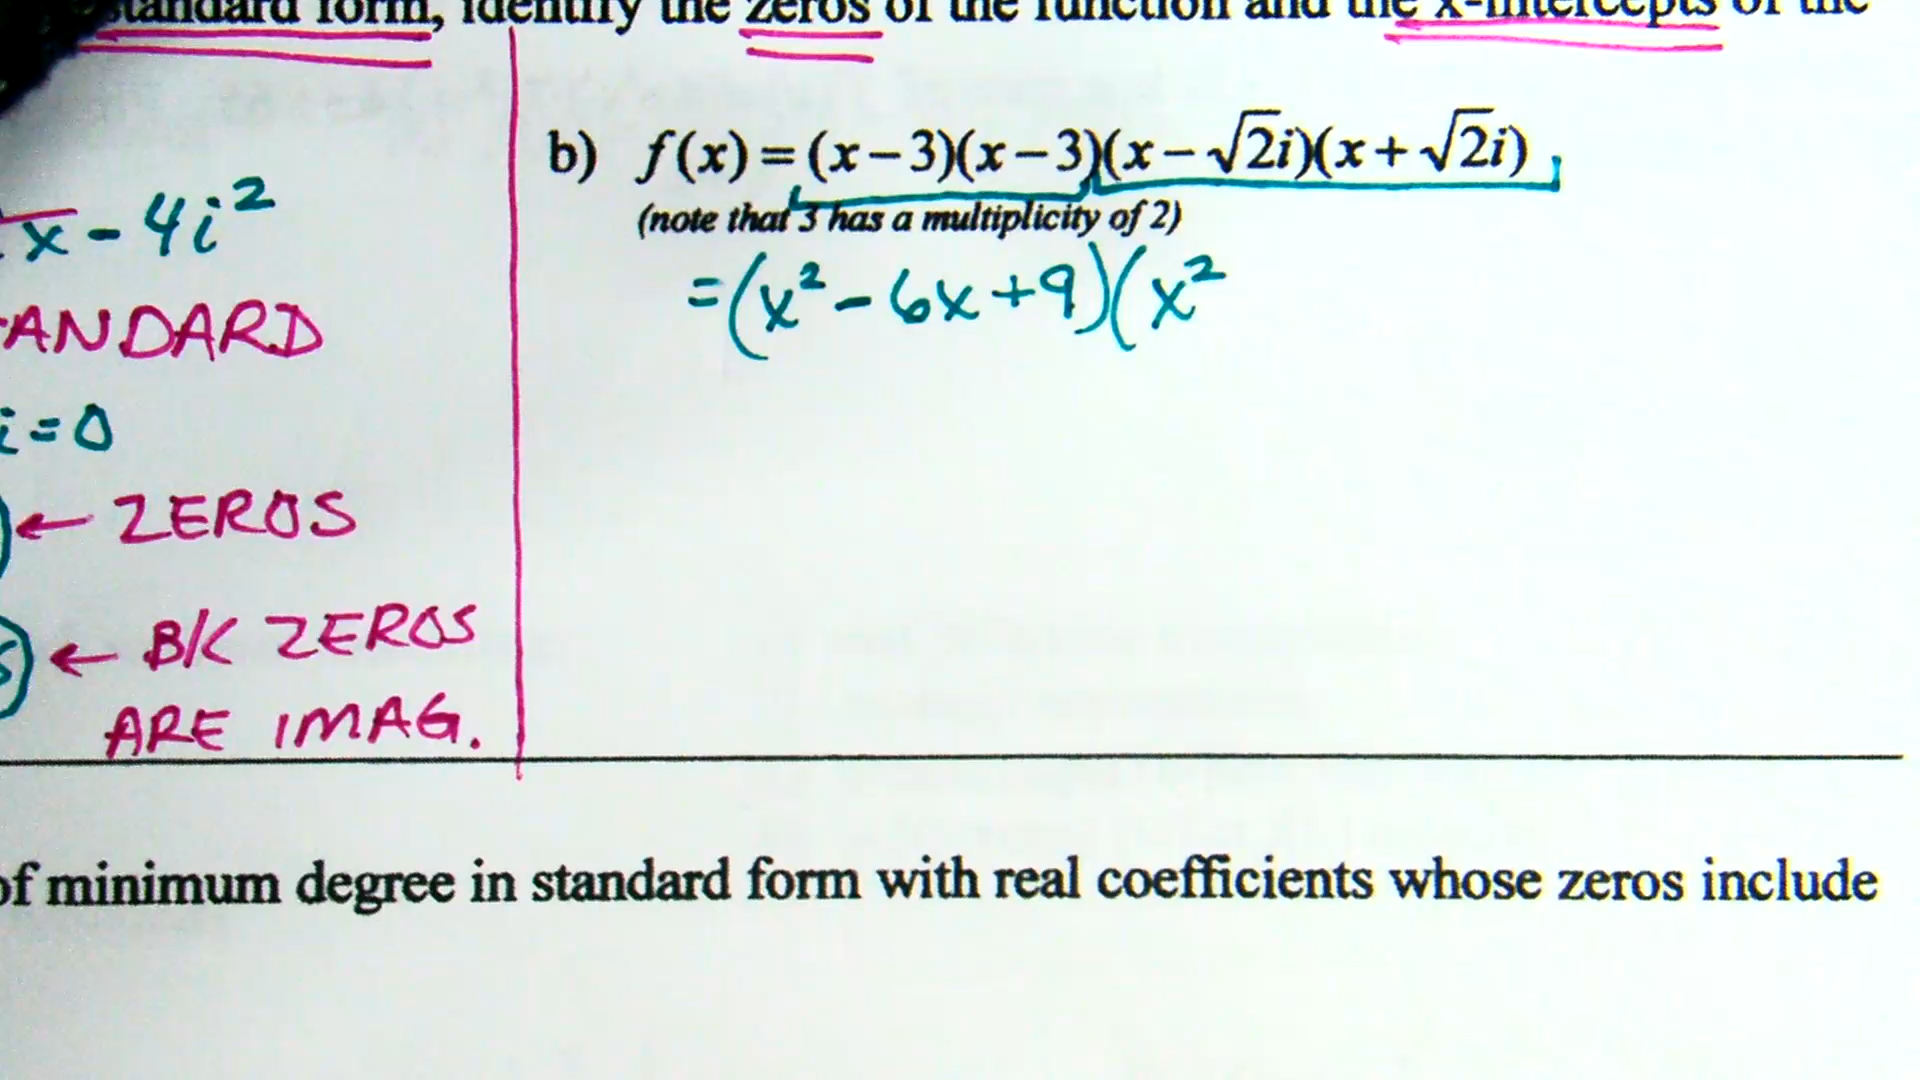 standard form, identify the zeros of the function and the x-intercepts of the
x - 4i²
STANDARD
i = 0
← ZEROS
← B/C ZEROS
ARE IMAG.
b) f(x) = (x − 3)(x − 3)(x − √2i)(x + √2i)
(note that 3 has a multiplicity of 2)
= (x² - 6x + 9)(x²
of minimum degree in standard form with real coefficients whose zeros include